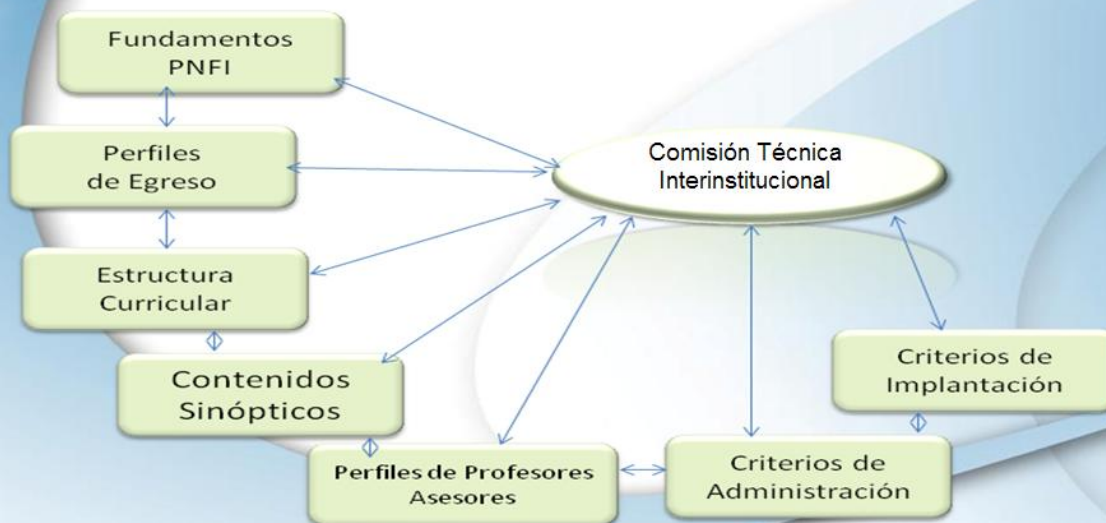 Fundamentos
PNFI
Perfiles
de Egreso
Comisión Técnica
Interinstitucional
Estructura
Curricular
Contenidos
Sinópticos
Criterios de
Implantación
Perfiles de Profesores
Asesores
Criterios de
Administración